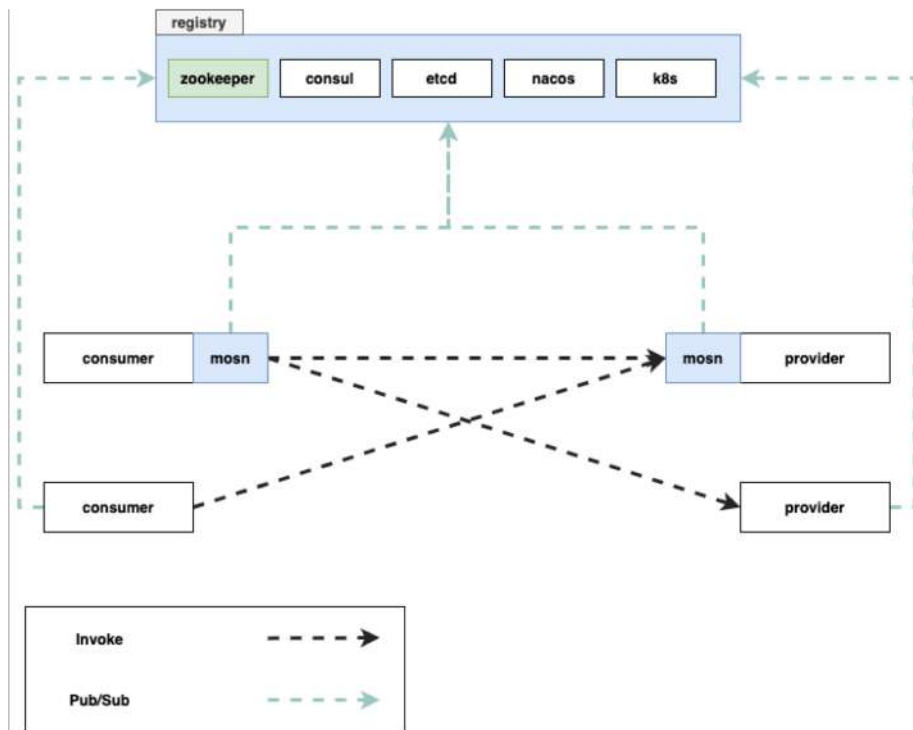 registry
zookeeper consul etcd nacos k8s
consumer mosn mosn provider
consumer provider
Invoke
Pub/Sub